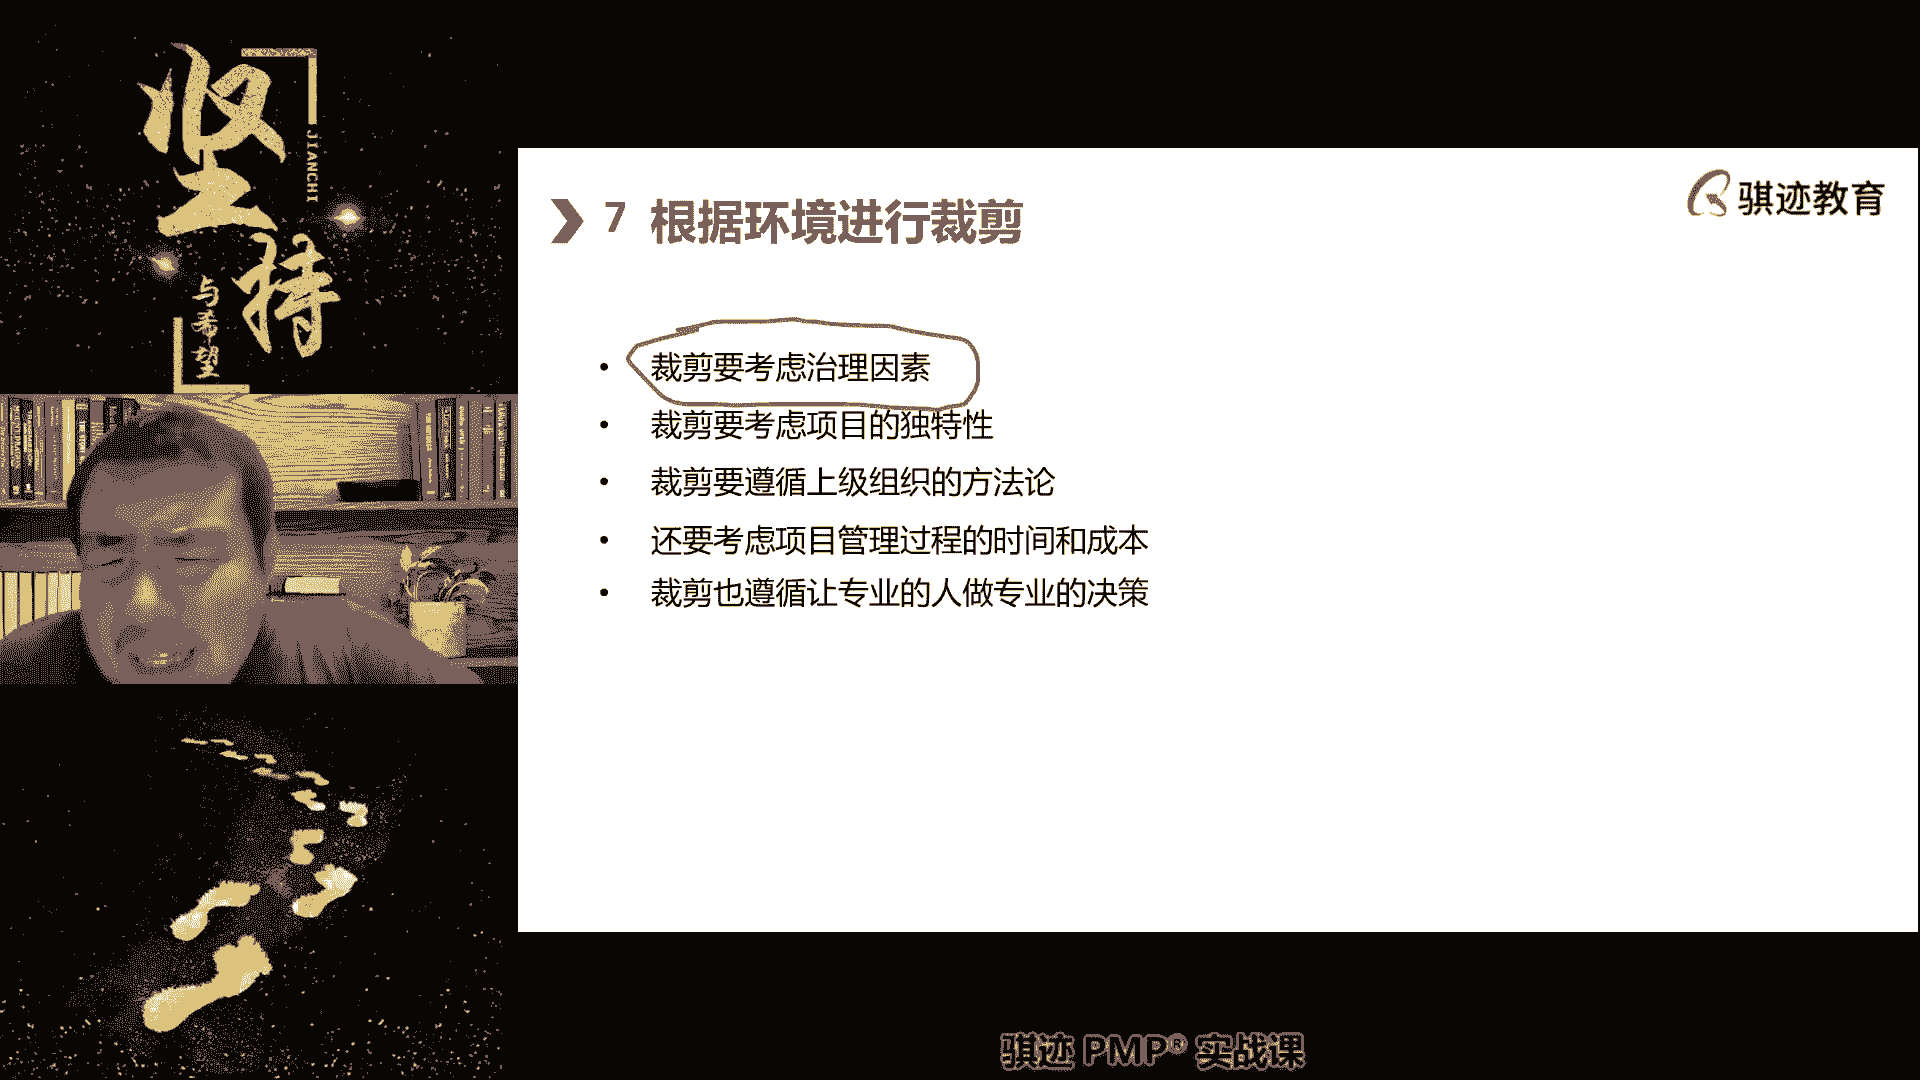 坚持
JIANCHI
与希望
骐迹教育
7 根据环境进行裁剪
• 裁剪要考虑治理因素
• 裁剪要考虑项目的独特性
• 裁剪要遵循上级组织的方法论
• 还要考虑项目管理过程的时间和成本
• 裁剪也遵循让专业的人做专业的决策
骐迹 PMP® 实战课